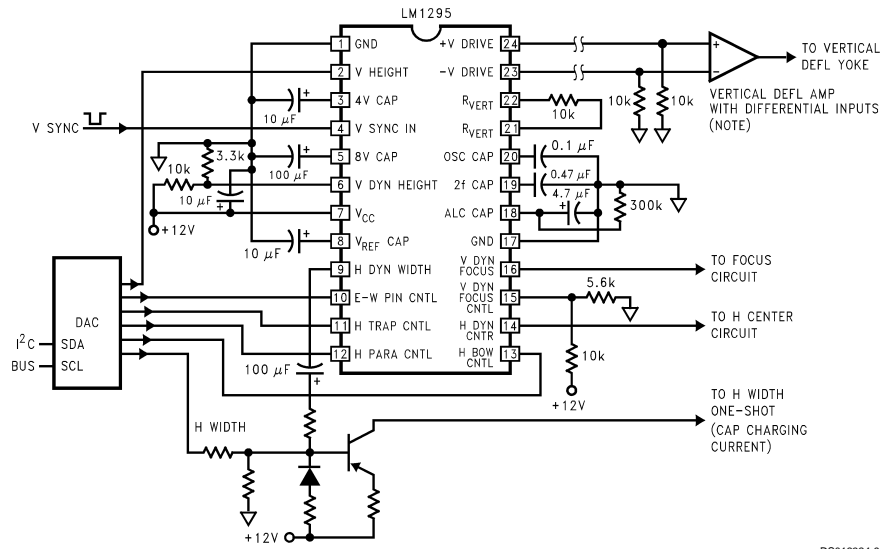 LM1295
1 GND
2 V HEIGHT
3 4V CAP
4 V SYNC IN
5 8V CAP
6 V DYN HEIGHT
7 VCC
8 VREF CAP
9 H DYN WIDTH
10 E-W PIN CNTL
11 H TRAP CNTL
12 H PARA CNTL
+V DRIVE 24
-V DRIVE 23
RVERT 22
RVERT 21
OSC CAP 20
2f CAP 19
ALC CAP 18
GND 17
V DYN
FOCUS 16
V DYN
FOCUS 15
CNTL
H DYN 14
CNTR
H BOW 13
CNTL
V SYNC
10 μF
+
3.3k
100 μF
+
10k
10 μF
+
+12V
10 μF
+
DAC
I2C
SDA
BUS
SCL
100 μF
+
H WIDTH
+12V
+
−
TO VERTICAL
DEFL YOKE
VERTICAL DEFL AMP
WITH DIFFERENTIAL INPUTS
(NOTE)
10k
10k
10k
0.1 μF
0.47 μF
4.7 μF
+
300k
TO FOCUS
CIRCUIT
5.6k
TO H CENTER
CIRCUIT
10k
+12V
TO H WIDTH
ONE-SHOT
(CAP CHARGING
CURRENT)